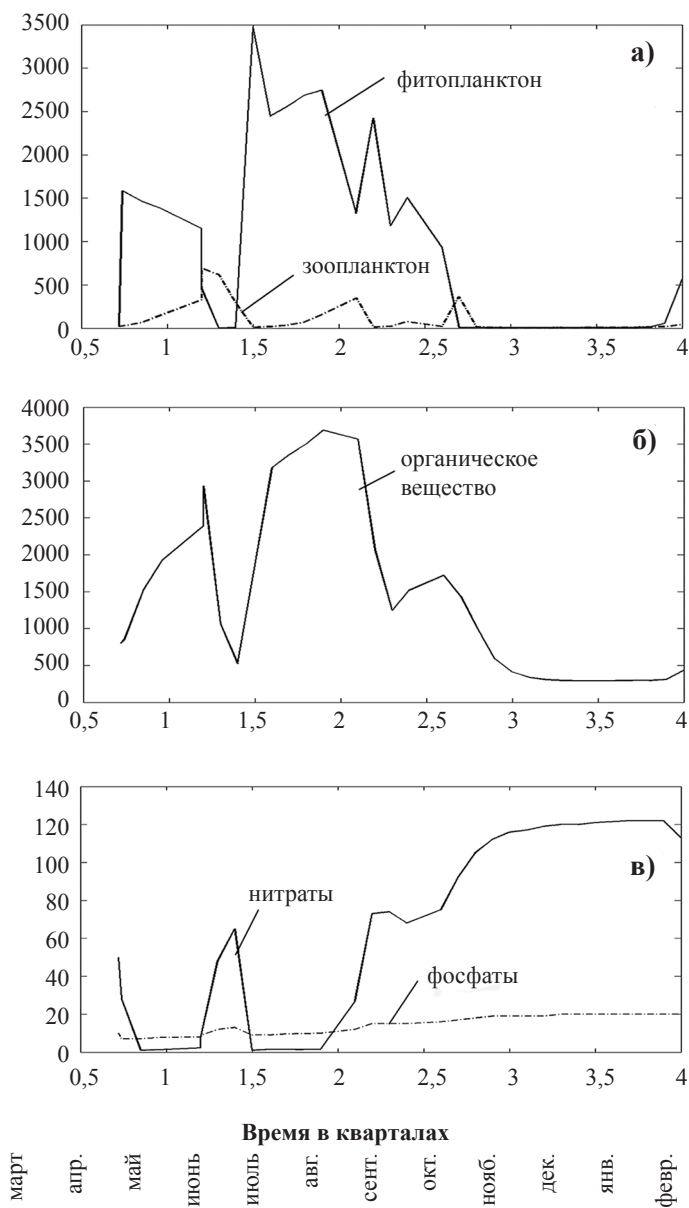 3500
а)
3000
фитопланктон
2500
2000
1500
1000
зоопланктон
500
0
0,5 1 1,5 2 2,5 3 3,5 4
4000
б)
3500
органическое
вещество
3000
2500
2000
1500
1000
500
0
0,5 1 1,5 2 2,5 3 3,5 4
140
120
в)
100
нитраты
80
60
фосфаты
40
20
0
0,5 1 1,5 2 2,5 3 3,5 4
Время в кварталах
март апр. май июнь июль авг. сент. окт. нояб. дек. янв. февр.